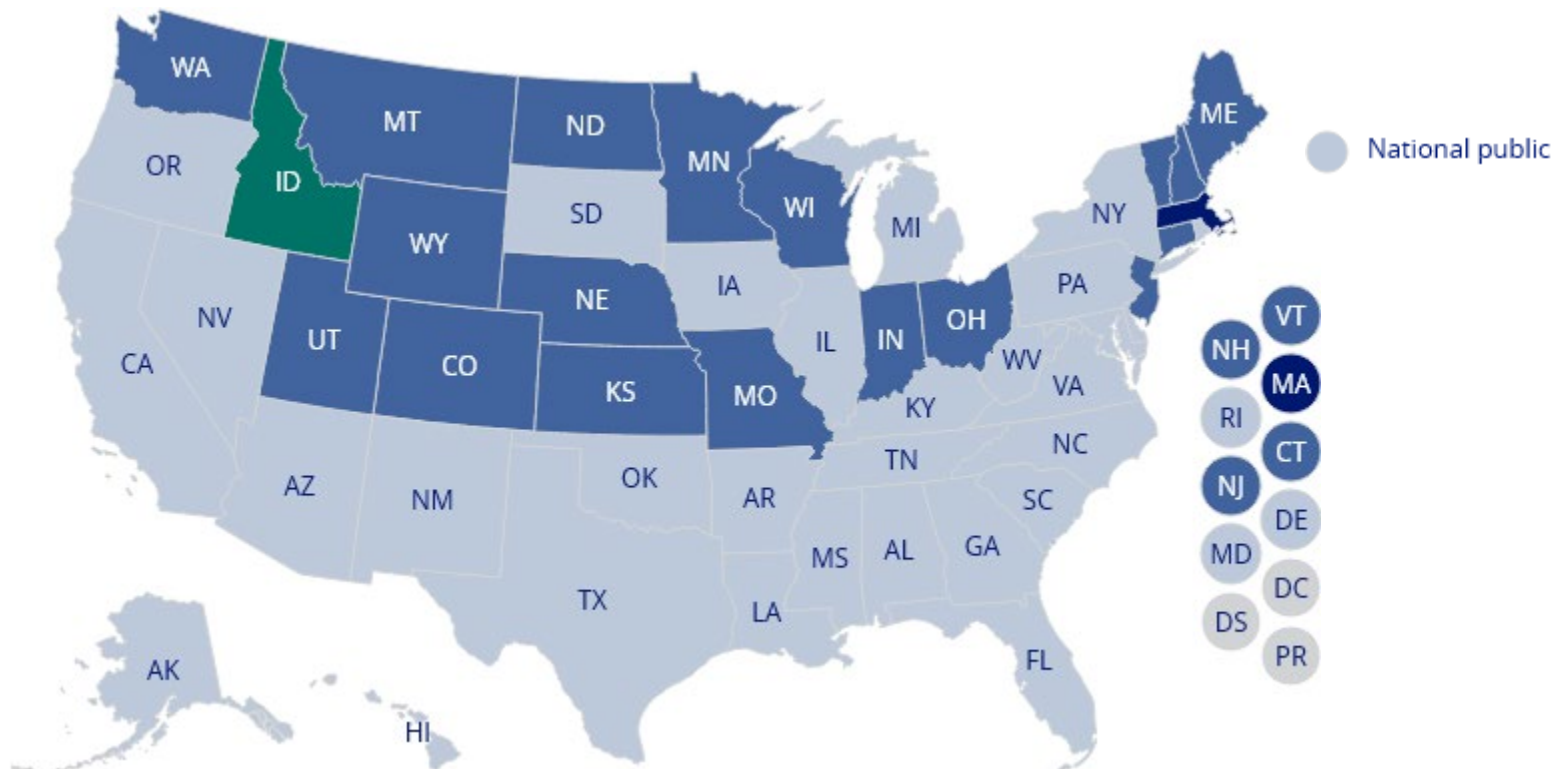 WA
MT
ND
MN
ME
OR
ID
National public
WI
SD
WY
NY
MI
PA
IA
NE
NV
OH
VT
UT
IN
IL
NH
CO
WV
CA
MA
VA
KS
MO
KY
RI
NC
CT
TN
OK
AZ
NJ
NM
AR
SC
DE
GA
AL
MS
MD
DC
TX
LA
DS
PR
FL
AK
HI